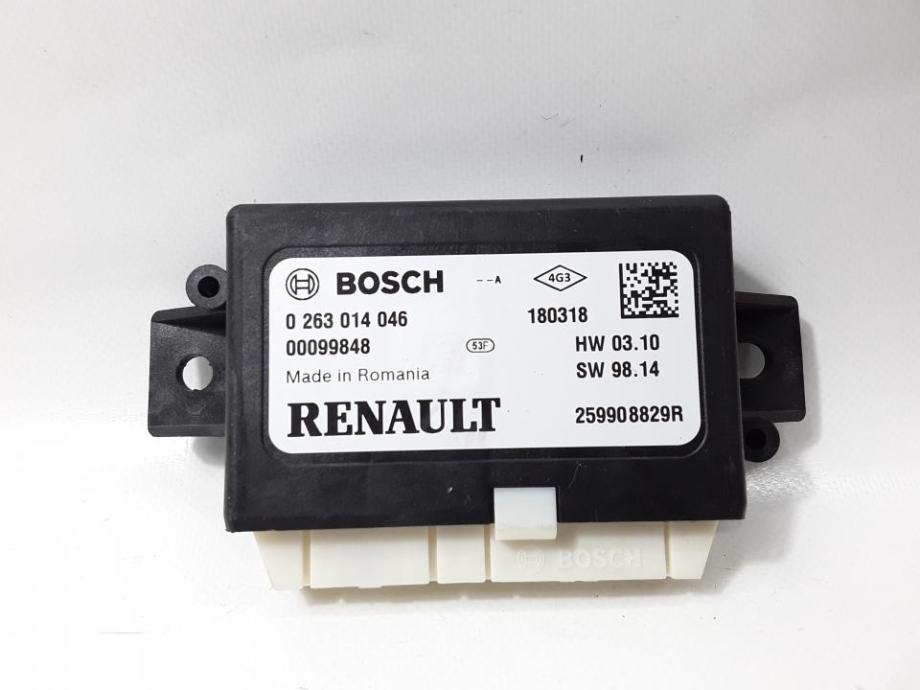 BOSCH --A 4G3
0 263 014 046 180318
00099848 53F HW 03.10
Made in Romania SW 98.14
RENAULT 259908829R
BOSCH